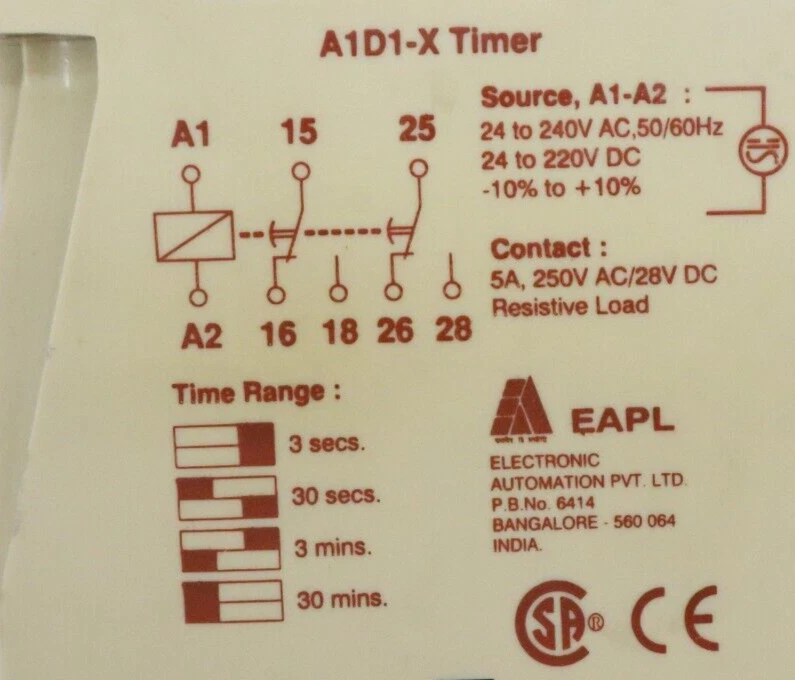 A1D1-X Timer
A1 15 25
A2 16 18 26 28
Source, A1-A2 :
24 to 240V AC,50/60Hz
24 to 220V DC
-10% to +10%
Contact :
5A, 250V AC/28V DC
Resistive Load
Time Range :
3 secs.
30 secs.
3 mins.
30 mins.
EAPL
ELECTRONIC
AUTOMATION PVT. LTD.
P.B.No. 6414
BANGALORE - 560 064
INDIA.
SA® CE